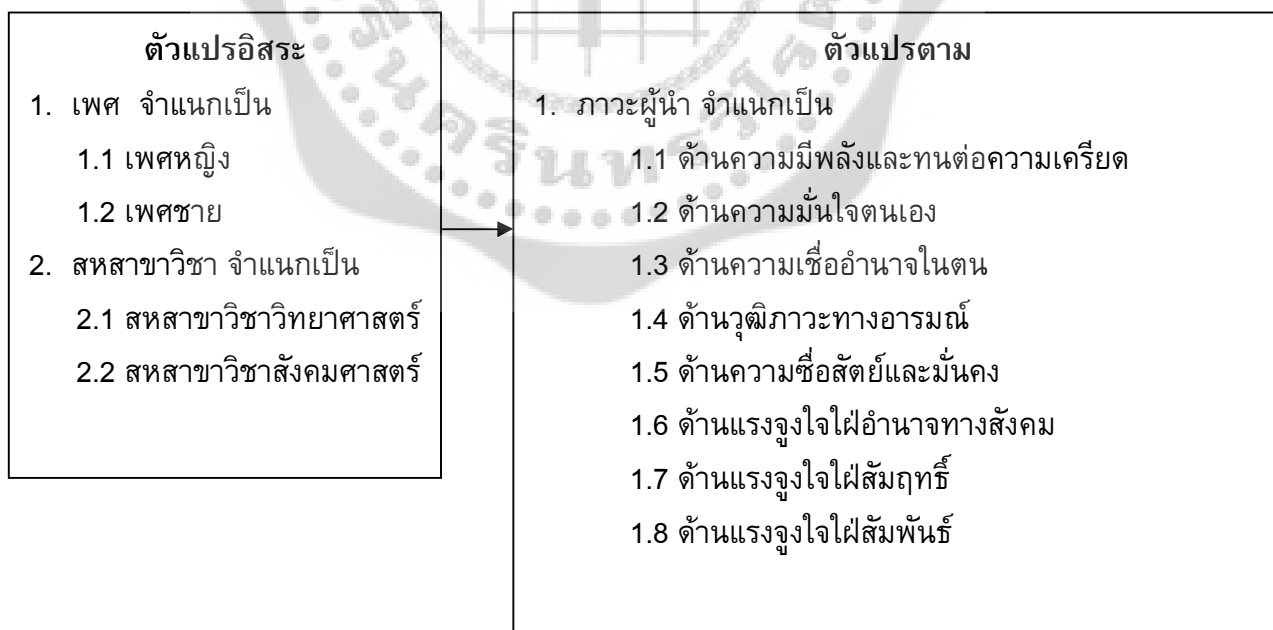 ตัวแปรอิสระ
1. เพศ จำแนกเป็น
1.1 เพศหญิง
1.2 เพศชาย
2. สหสาขาวิชา จำแนกเป็น
2.1 สหสาขาวิชาวิทยาศาสตร์
2.2 สหสาขาวิชาสังคมศาสตร์
ตัวแปรตาม
1. ภาวะผู้นำ จำแนกเป็น
1.1 ด้านความมีพลังและทนต่อความเครียด
1.2 ด้านความมั่นใจตนเอง
1.3 ด้านความเชื่ออำนาจในตน
1.4 ด้านวุฒิภาวะทางอารมณ์
1.5 ด้านความซื่อสัตย์และมั่นคง
1.6 ด้านแรงจูงใจใฝ่อำนาจทางสังคม
1.7 ด้านแรงจูงใจใฝ่สัมฤทธิ์
1.8 ด้านแรงจูงใจใฝ่สัมพันธ์